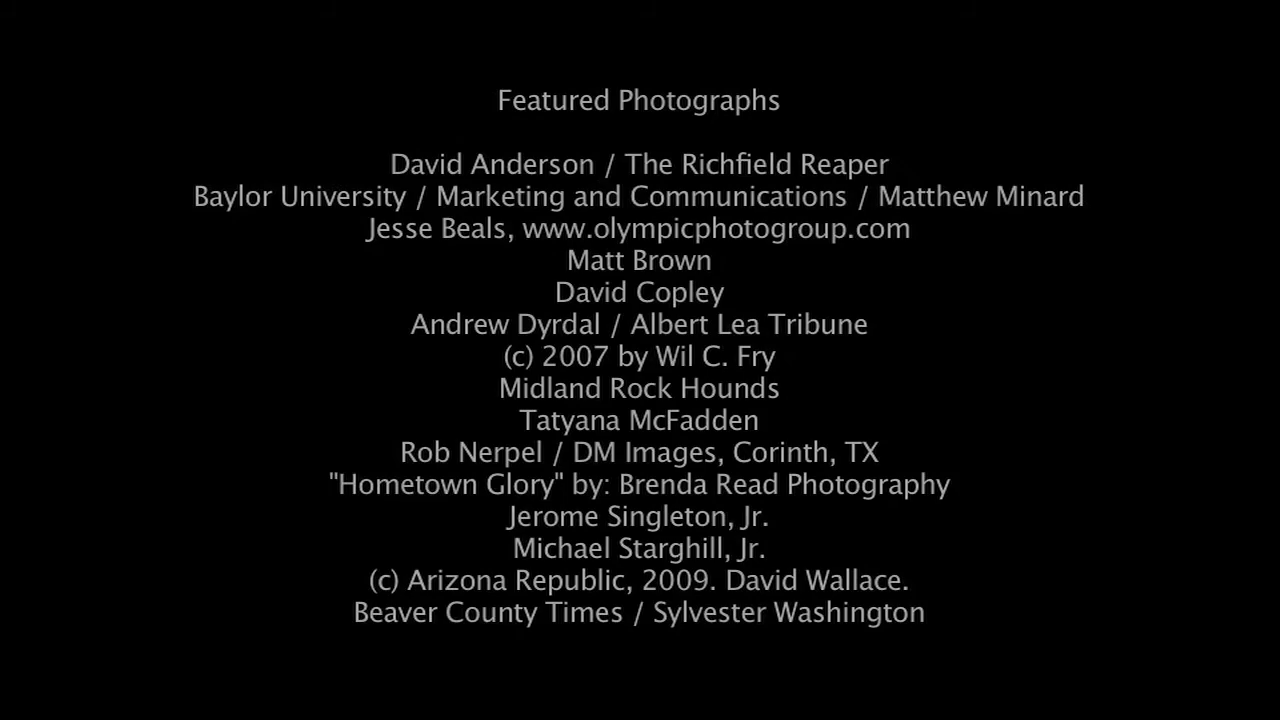 Featured Photographs
David Anderson / The Richfield Reaper
Baylor University / Marketing and Communications / Matthew Minard
Jesse Beals, www.olympicphotogroup.com
Matt Brown
David Copley
Andrew Dyrdal / Albert Lea Tribune
(c) 2007 by Wil C. Fry
Midland Rock Hounds
Tatyana McFadden
Rob Nerpel / DM Images, Corinth, TX
"Hometown Glory" by: Brenda Read Photography
Jerome Singleton, Jr.
Michael Starghill, Jr.
(c) Arizona Republic, 2009. David Wallace.
Beaver County Times / Sylvester Washington